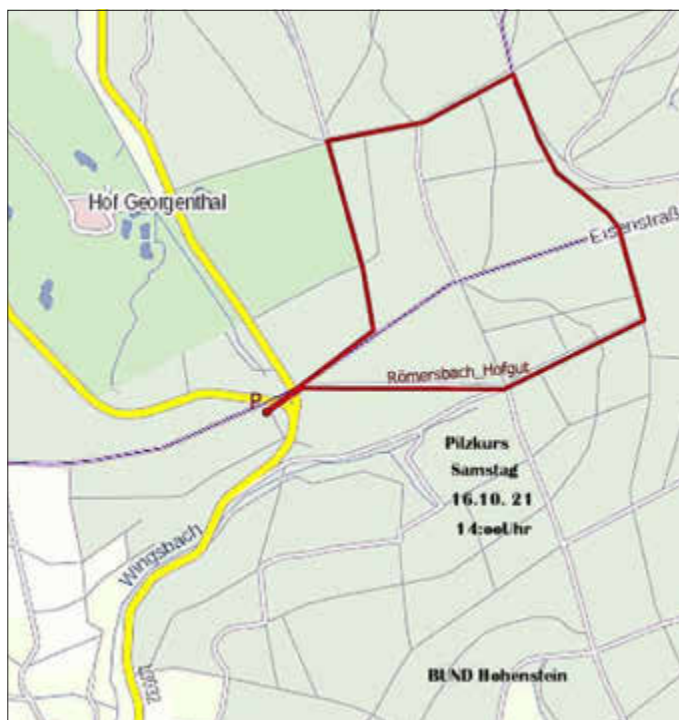 Hof Georgenthal
Eisenstraß
Römersbach_Hofgut
P
Pilzkurs
Samstag
16.10. 21
14:ooUhr
Wingsbach
BUND Hohenstein